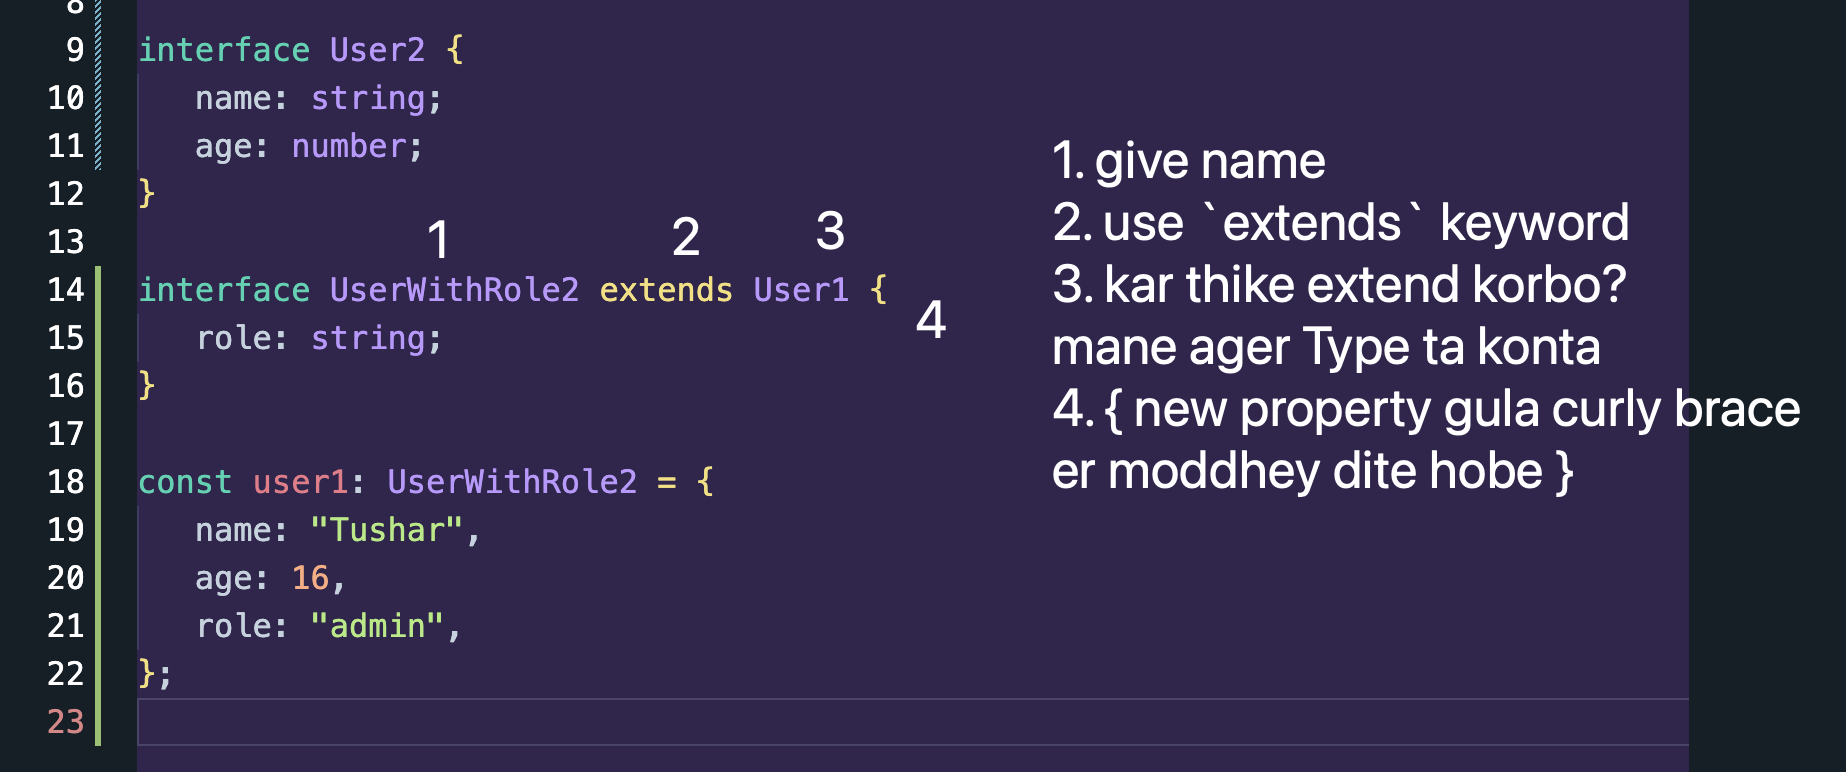 8
9 interface User2 {
10 name: string;
11 age: number;
12 }
13
1 2 3
14 interface UserWithRole2 extends User1 {
4
15 role: string;
16 }
17
18 const user1: UserWithRole2 = {
19 name: "Tushar",
20 age: 16,
21 role: "admin",
22 };
23
1. give name
2. use `extends` keyword
3. kar thike extend korbo?
mane ager Type ta konta
4. { new property gula curly brace
er moddhey dite hobe }